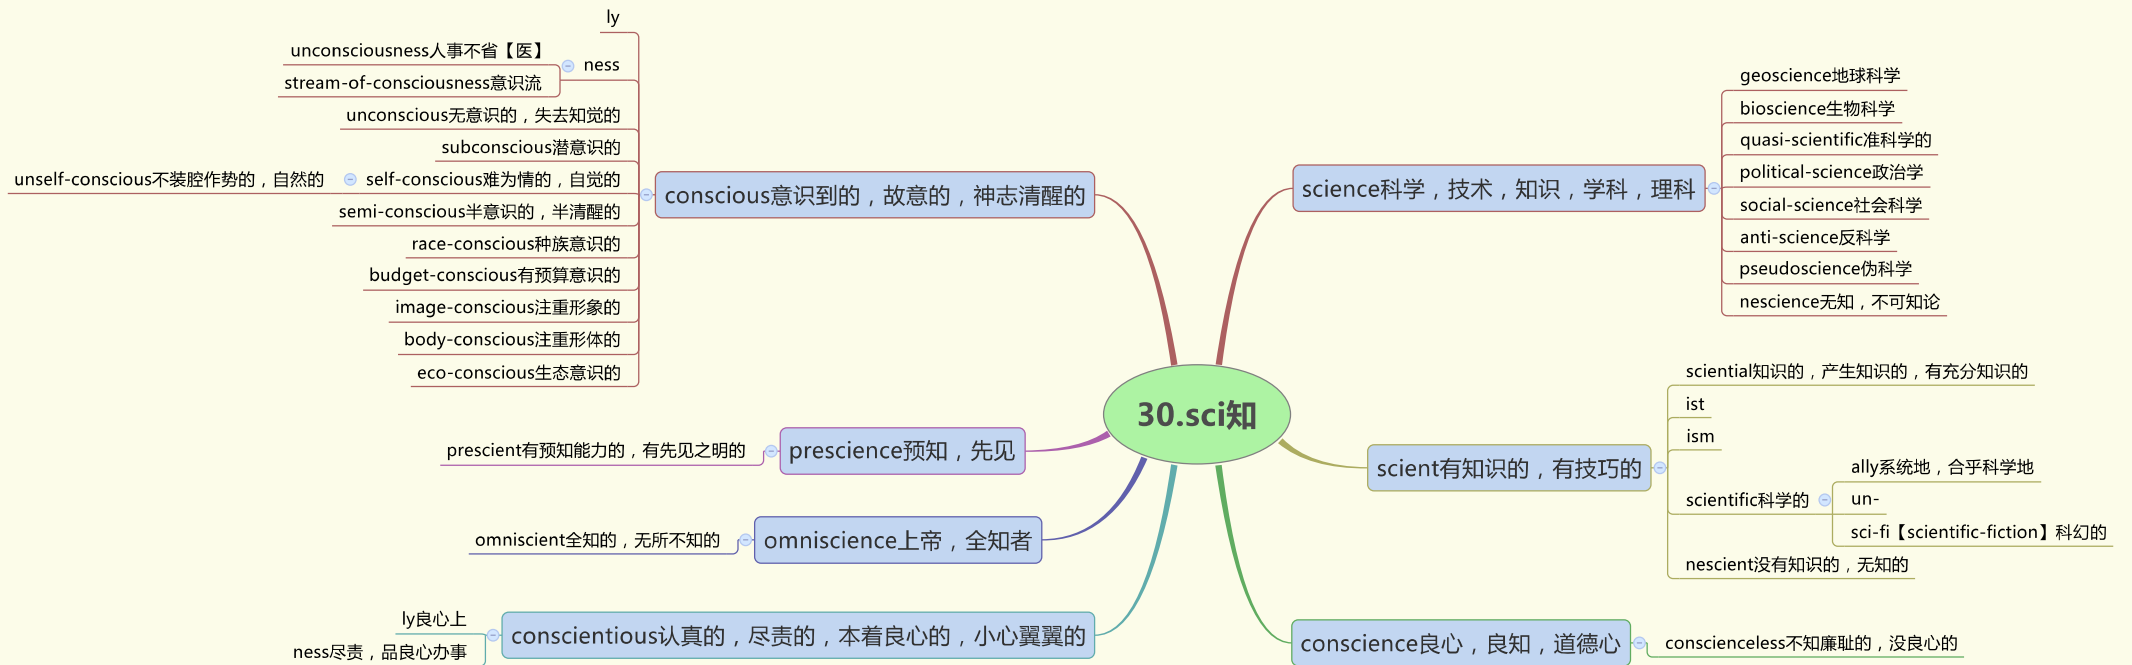 30.sci知
science科学，技术，知识，学科，理科
geoscience地球科学
bioscience生物科学
quasi-scientific准科学的
political-science政治学
social-science社会科学
anti-science反科学
pseudoscience伪科学
nescience无知，不可知论
scient有知识的，有技巧的
sciential知识的，产生知识的，有充分知识的
ist
ism
scientific科学的
ally系统地，合乎科学地
un-
sci-fi【scientific-fiction】科幻的
nescient没有知识的，无知的
conscience良心，良知，道德心
conscienceless不知廉耻的，没良心的
conscious意识到的，故意的，神志清醒的
ly
ness
unconsciousness人事不省【医】
stream-of-consciousness意识流
unconscious无意识的，失去知觉的
subconscious潜意识的
self-conscious难为情的，自觉的
unself-conscious不装腔作势的，自然的
semi-conscious半意识的，半清醒的
race-conscious种族意识的
budget-conscious有预算意识的
image-conscious注重形象的
body-conscious注重形体的
eco-conscious生态意识的
prescience预知，先见
prescient有预知能力的，有先见之明的
omniscience上帝，全知者
omniscient全知的，无所不知的
conscientious认真的，尽责的，本着良心的，小心翼翼的
ly良心上
ness尽责，品良心办事